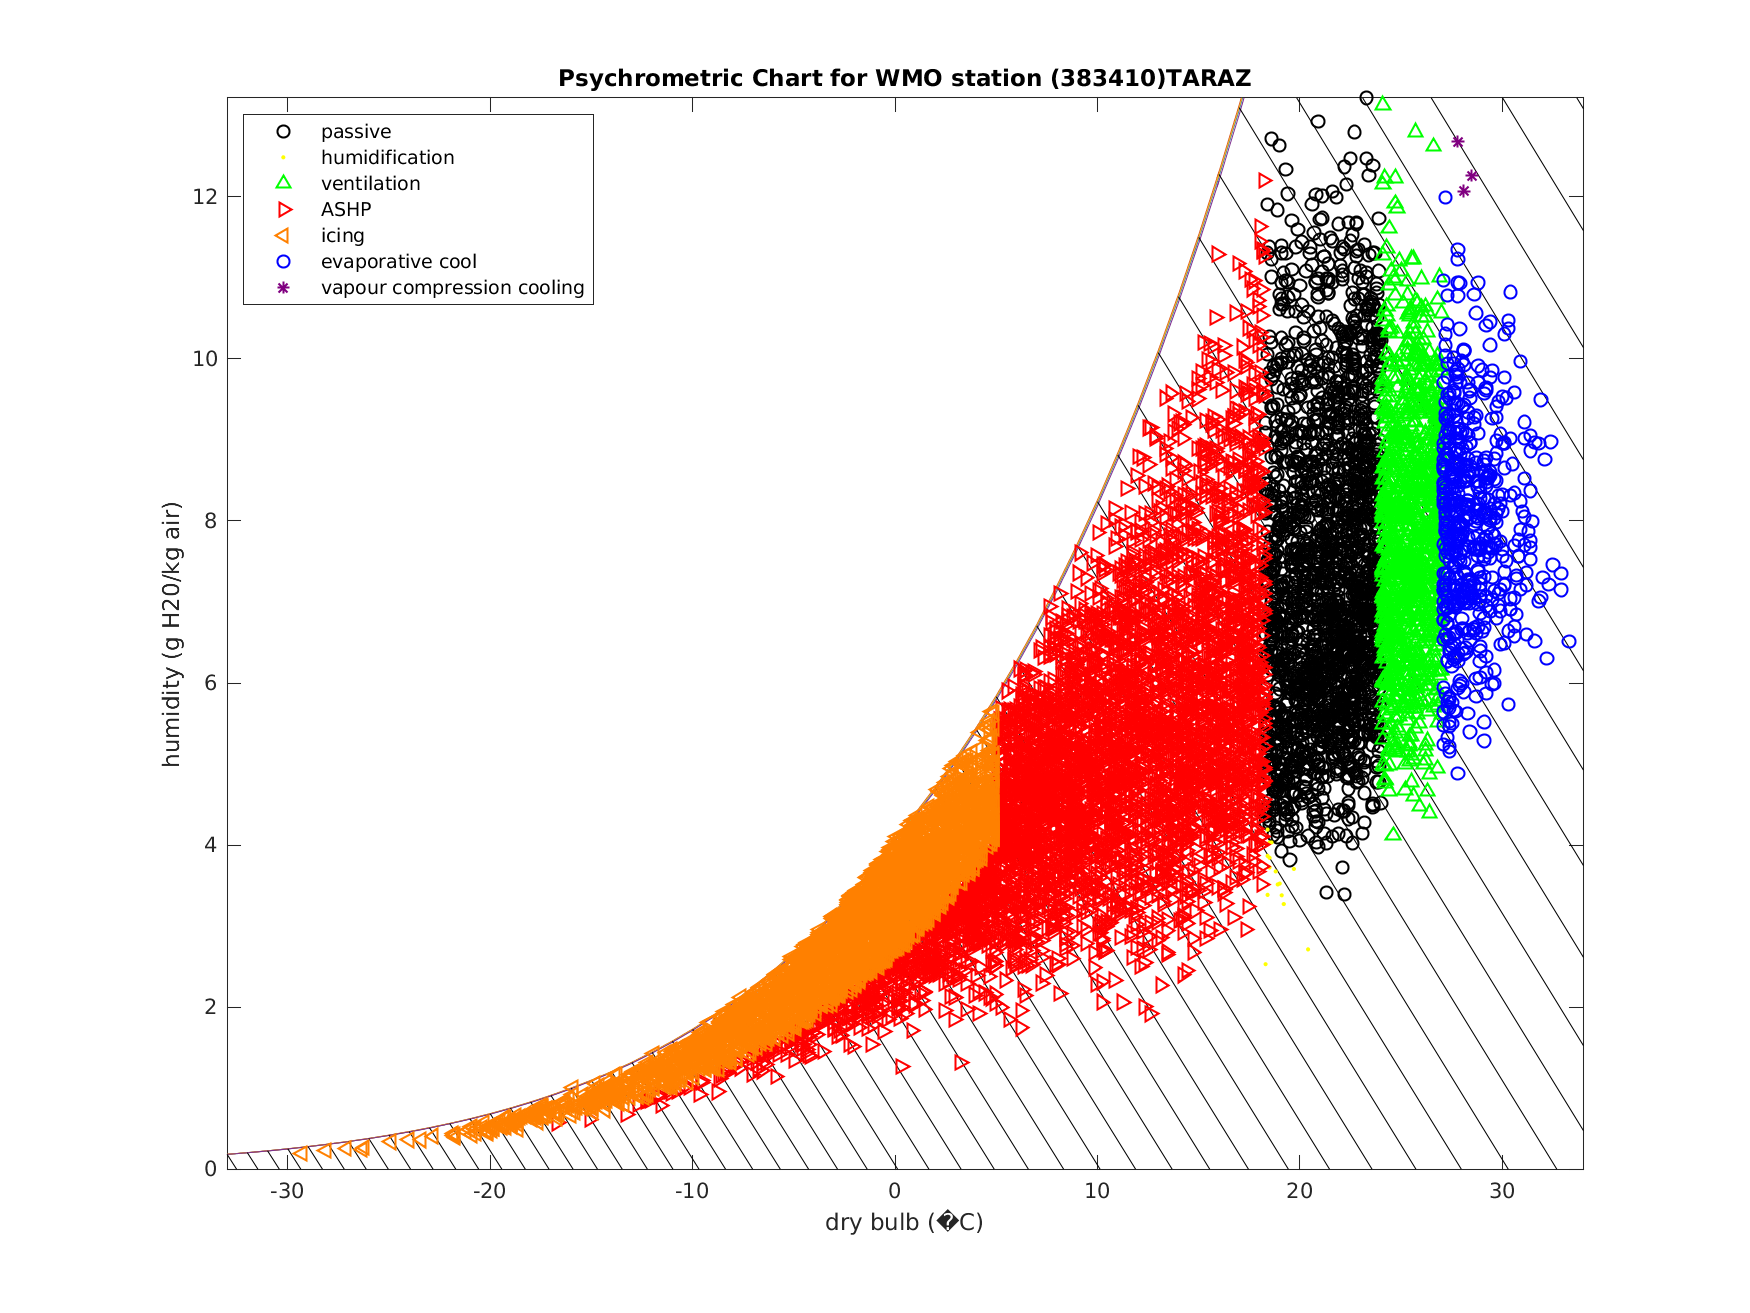 Psychrometric Chart for WMO station (383410)TARAZ
passive
humidification
ventilation
ASHP
icing
evaporative cool
vapour compression cooling
humidity (g H20/kg air)
12
10
8
6
4
2
0
-30 -20 -10 0 10 20 30
dry bulb (�C)